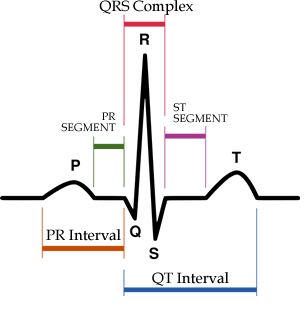 QRS Complex
R
PR
SEGMENT
ST
SEGMENT
P
T
Q
S
PR Interval
QT Interval